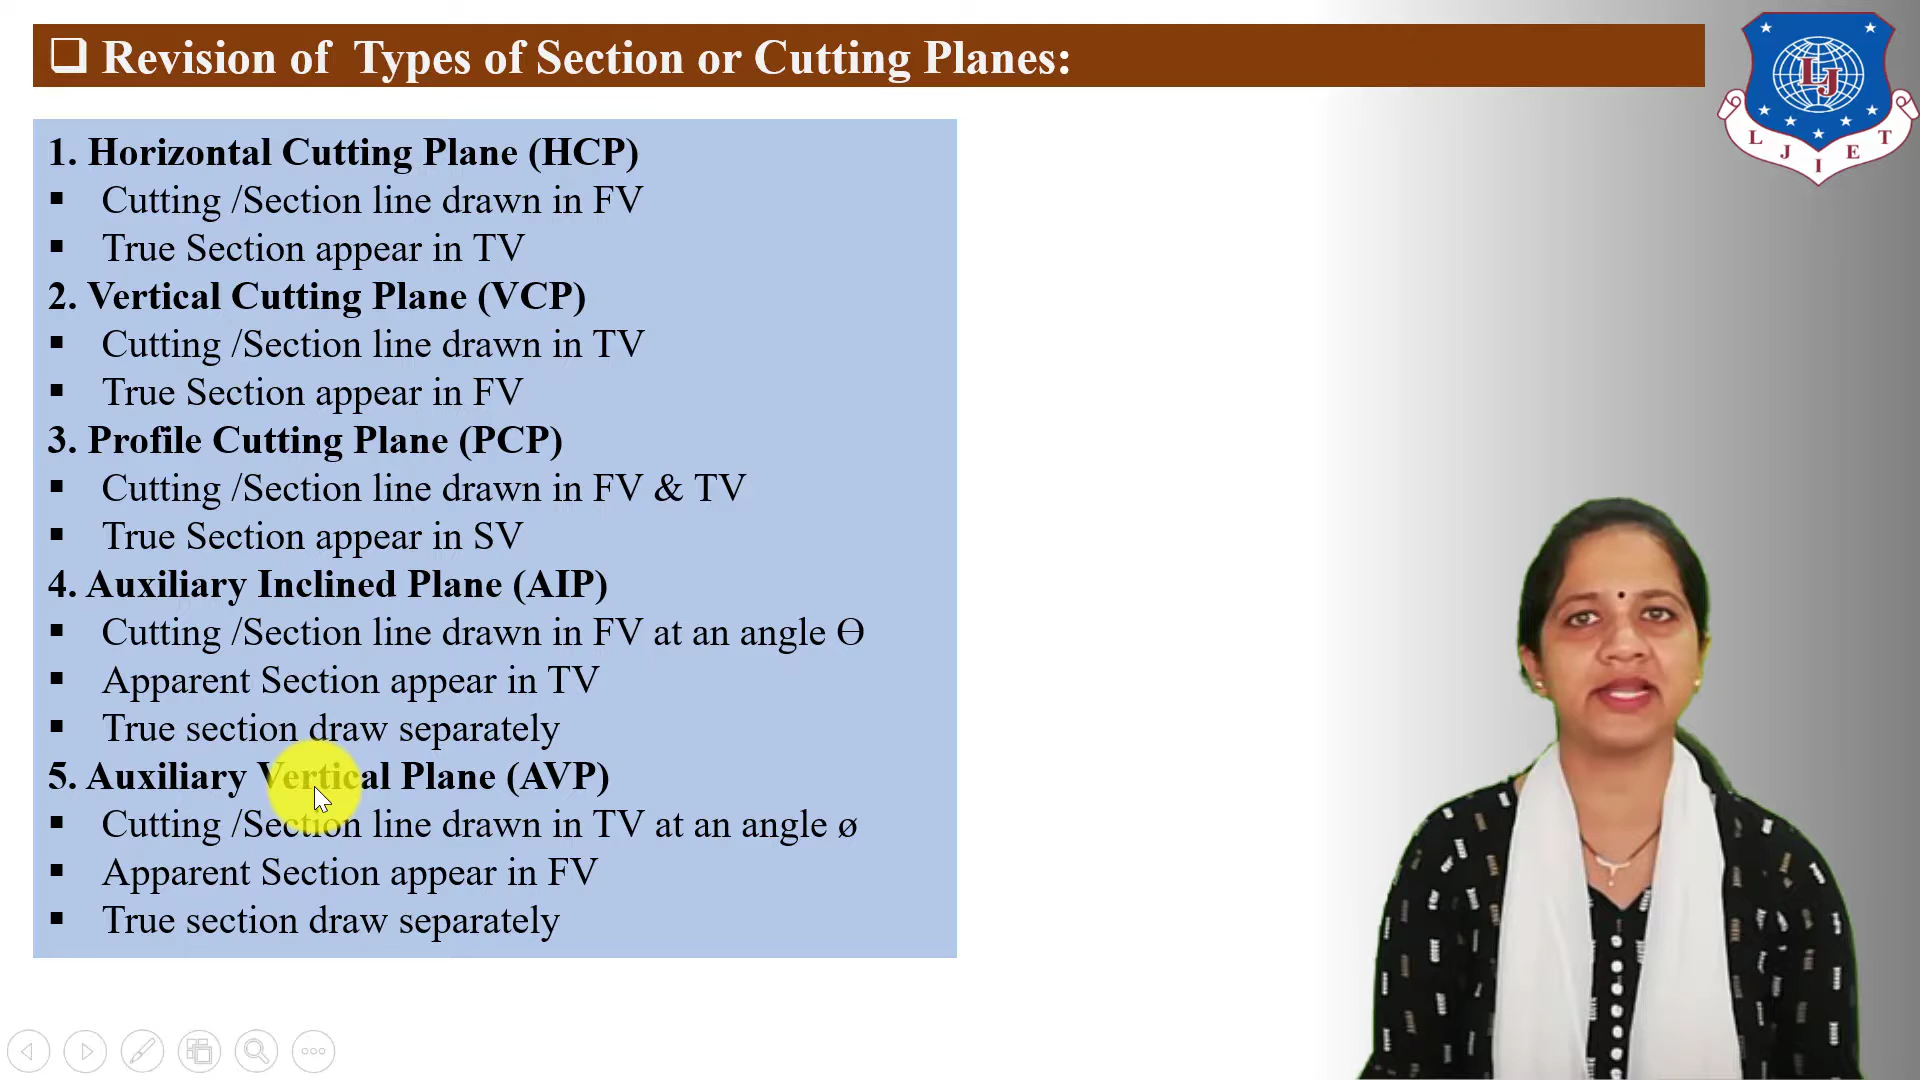 ❑ Revision of Types of Section or Cutting Planes:
1. Horizontal Cutting Plane (HCP)
▪ Cutting /Section line drawn in FV
▪ True Section appear in TV
2. Vertical Cutting Plane (VCP)
▪ Cutting /Section line drawn in TV
▪ True Section appear in FV
3. Profile Cutting Plane (PCP)
▪ Cutting /Section line drawn in FV & TV
▪ True Section appear in SV
4. Auxiliary Inclined Plane (AIP)
▪ Cutting /Section line drawn in FV at an angle Ө
▪ Apparent Section appear in TV
▪ True section draw separately
5. Auxiliary Vertical Plane (AVP)
▪ Cutting /Section line drawn in TV at an angle ø
▪ Apparent Section appear in FV
▪ True section draw separately
LJ
L J I E T